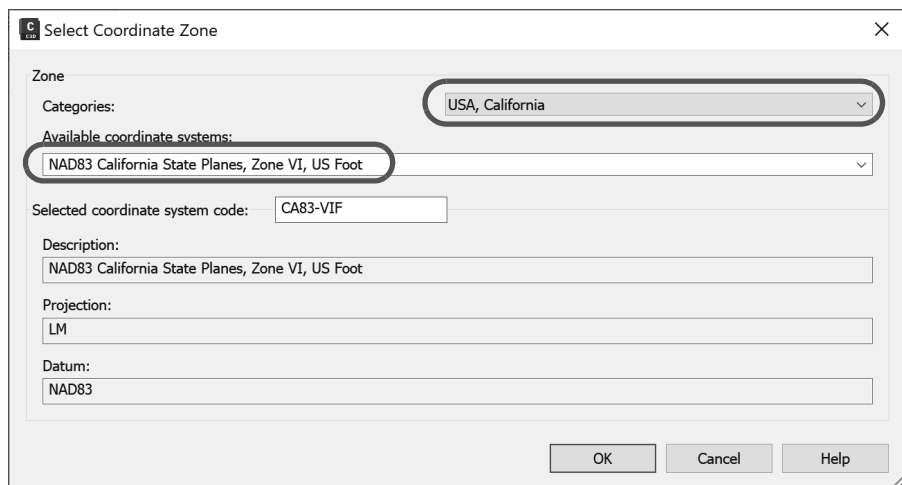 C
C3D
Select Coordinate Zone
Zone
Categories:
USA, California
Available coordinate systems:
NAD83 California State Planes, Zone VI, US Foot
Selected coordinate system code:
CA83-VIF
Description:
NAD83 California State Planes, Zone VI, US Foot
Projection:
LM
Datum:
NAD83
OK
Cancel
Help